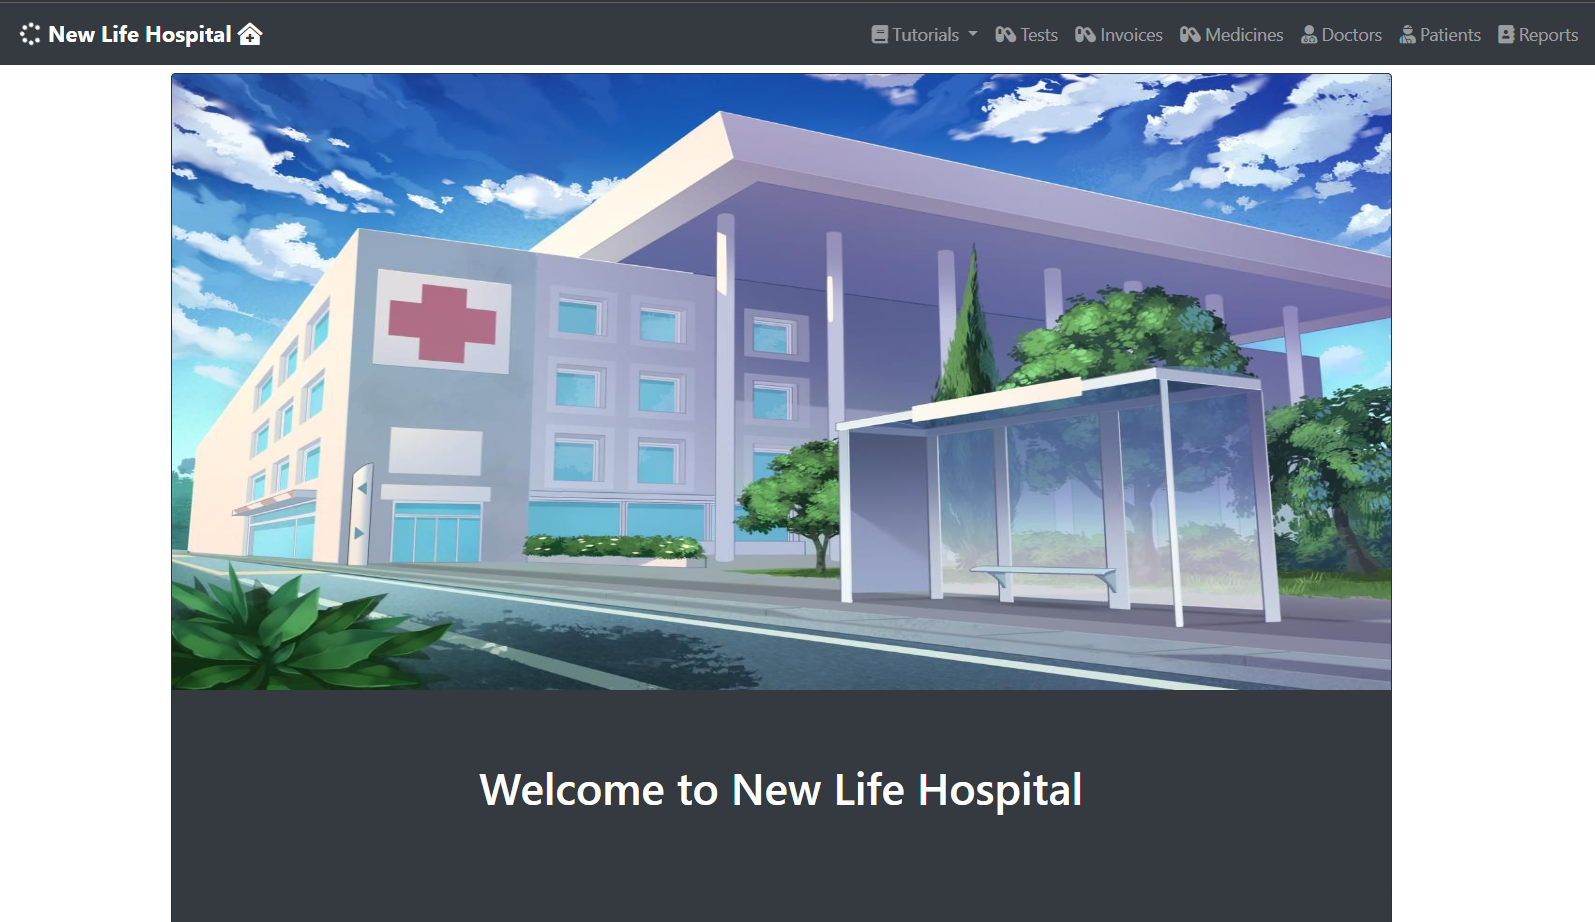 New Life Hospital
Tutorials Tests Invoices Medicines Doctors Patients Reports
Welcome to New Life Hospital